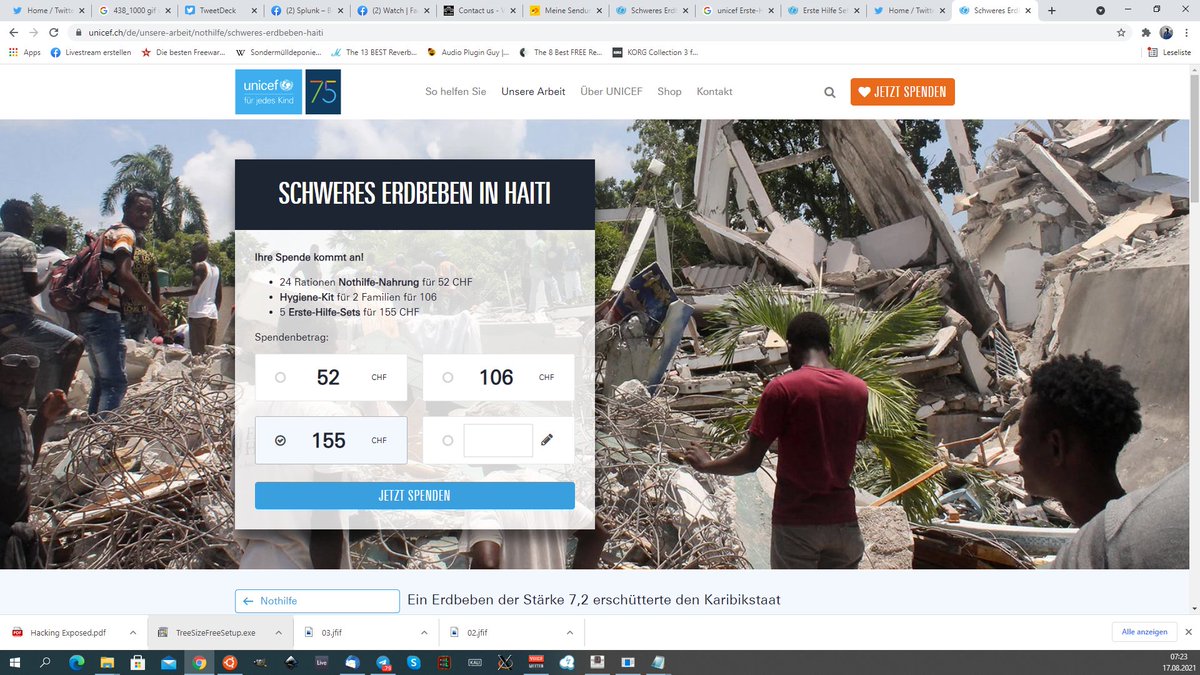 Home / Twitt
438_1000 gif
TweetDeck
(2) Splunk – B
(2) Watch | Fa
Contact us -
Meine Sendu
Schweres Erd
unicef Erste-H
Erste Hilfe Se
Home / Twitt
Schweres Erd
unicef.ch/de/unsere-arbeit/nothilfe/schweres-erdbeben-haiti
Apps
Livestream erstellen
Die besten Freewar...
Sondermülldeponie...
The 13 BEST Reverb...
Audio Plugin Guy |...
The 8 Best FREE Re...
KORG Collection 3 f...
Leseliste
unicef
für jedes Kind
75
So helfen Sie
Unsere Arbeit
Über UNICEF
Shop
Kontakt
JETZT SPENDEN
SCHWERES ERDBEBEN IN HAITI
Ihre Spende kommt an!
• 24 Rationen Nothilfe-Nahrung für 52 CHF
• Hygiene-Kit für 2 Familien für 106
• 5 Erste-Hilfe-Sets für 155 CHF
Spendenbetrag:
52 CHF
106 CHF
155 CHF
JETZT SPENDEN
← Nothilfe
Ein Erdbeben der Stärke 7,2 erschütterte den Karibikstaat
Hacking Exposed.pdf
TreeSizeFreeSetup.exe
03.jfif
02.jfif
Alle anzeigen
Live
KALI
07:23
17.08.2021